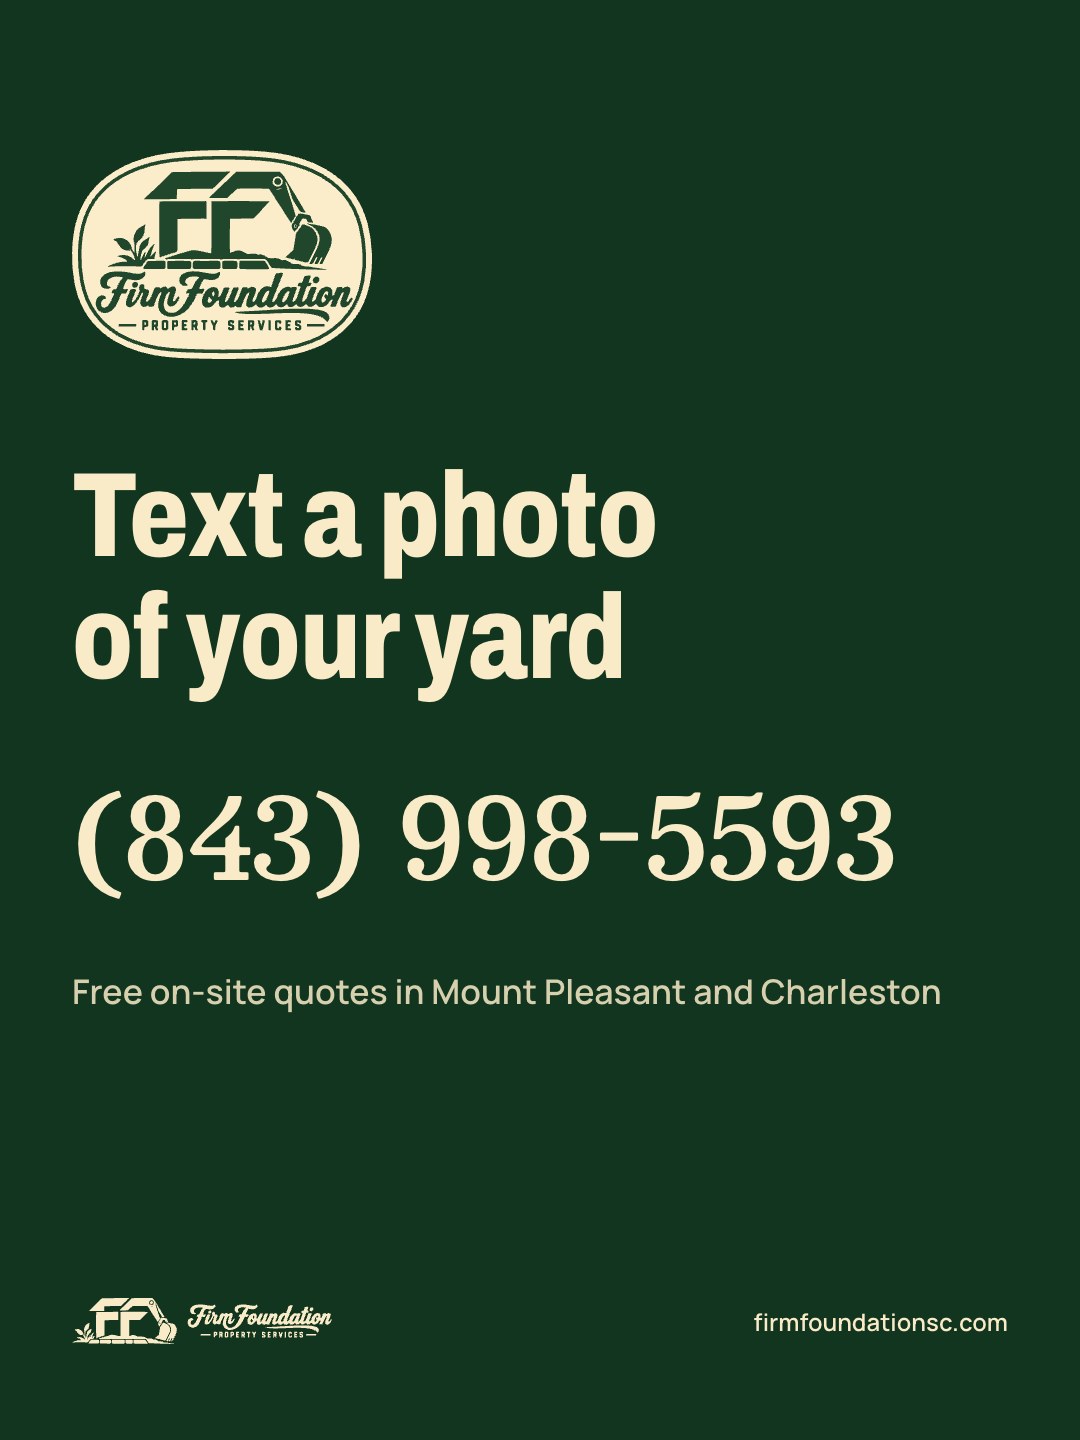 Firm Foundation
PROPERTY SERVICES
Text a photo
of your yard
(843) 998-5593
Free on-site quotes in Mount Pleasant and Charleston
Firm Foundation
PROPERTY SERVICES
firmfoundationsc.com